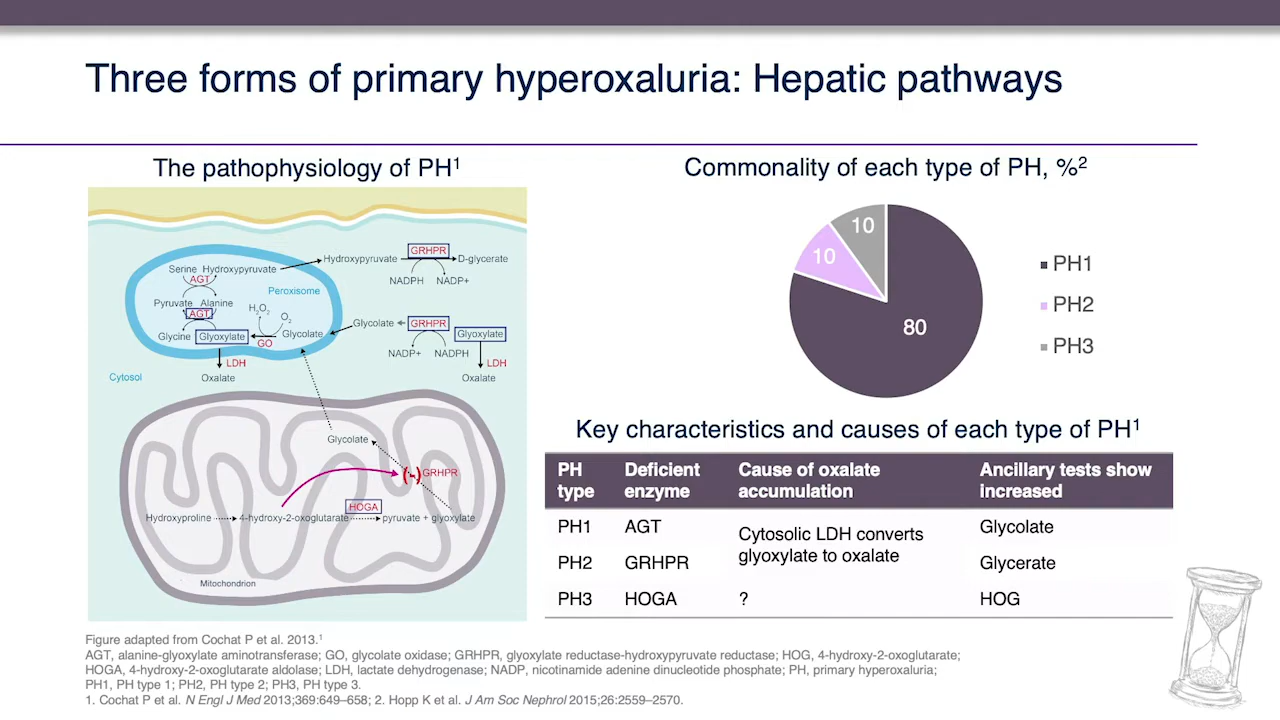 Three forms of primary hyperoxaluria: Hepatic pathways
The pathophysiology of PH1
Serine Hydroxypyruvate
AGT
Peroxisome
Pyruvate Alanine
AGT
H2O2
O2
Glycine Glyoxylate
GO
Glycolate
LDH
Oxalate
Cytosol
Hydroxypyruvate
GRHPR
D-glycerate
NADPH NADP+
Glycolate
GRHPR
Glyoxylate
NADP+ NADPH
LDH
Oxalate
Glycolate
(-) GRHPR
HOGA
Hydroxyproline 4-hydroxy-2-oxoglutarate pyruvate + glyoxylate
Mitochondrion
Commonality of each type of PH, %2
10
10
80
PH1
PH2
PH3
Key characteristics and causes of each type of PH1
PH type Deficient enzyme Cause of oxalate accumulation Ancillary tests show increased
PH1 AGT Cytosolic LDH converts glyoxylate to oxalate Glycolate
PH2 GRHPR Glycerate
PH3 HOGA ? HOG
Figure adapted from Cochat P et al. 2013.1
AGT, alanine-glyoxylate aminotransferase; GO, glycolate oxidase; GRHPR, glyoxylate reductase-hydroxypyruvate reductase; HOG, 4-hydroxy-2-oxoglutarate;
HOGA, 4-hydroxy-2-oxoglutarate aldolase; LDH, lactate dehydrogenase; NADP, nicotinamide adenine dinucleotide phosphate; PH, primary hyperoxaluria;
PH1, PH type 1; PH2, PH type 2; PH3, PH type 3.
1. Cochat P et al. N Engl J Med 2013;369:649–658; 2. Hopp K et al. J Am Soc Nephrol 2015;26:2559–2570.